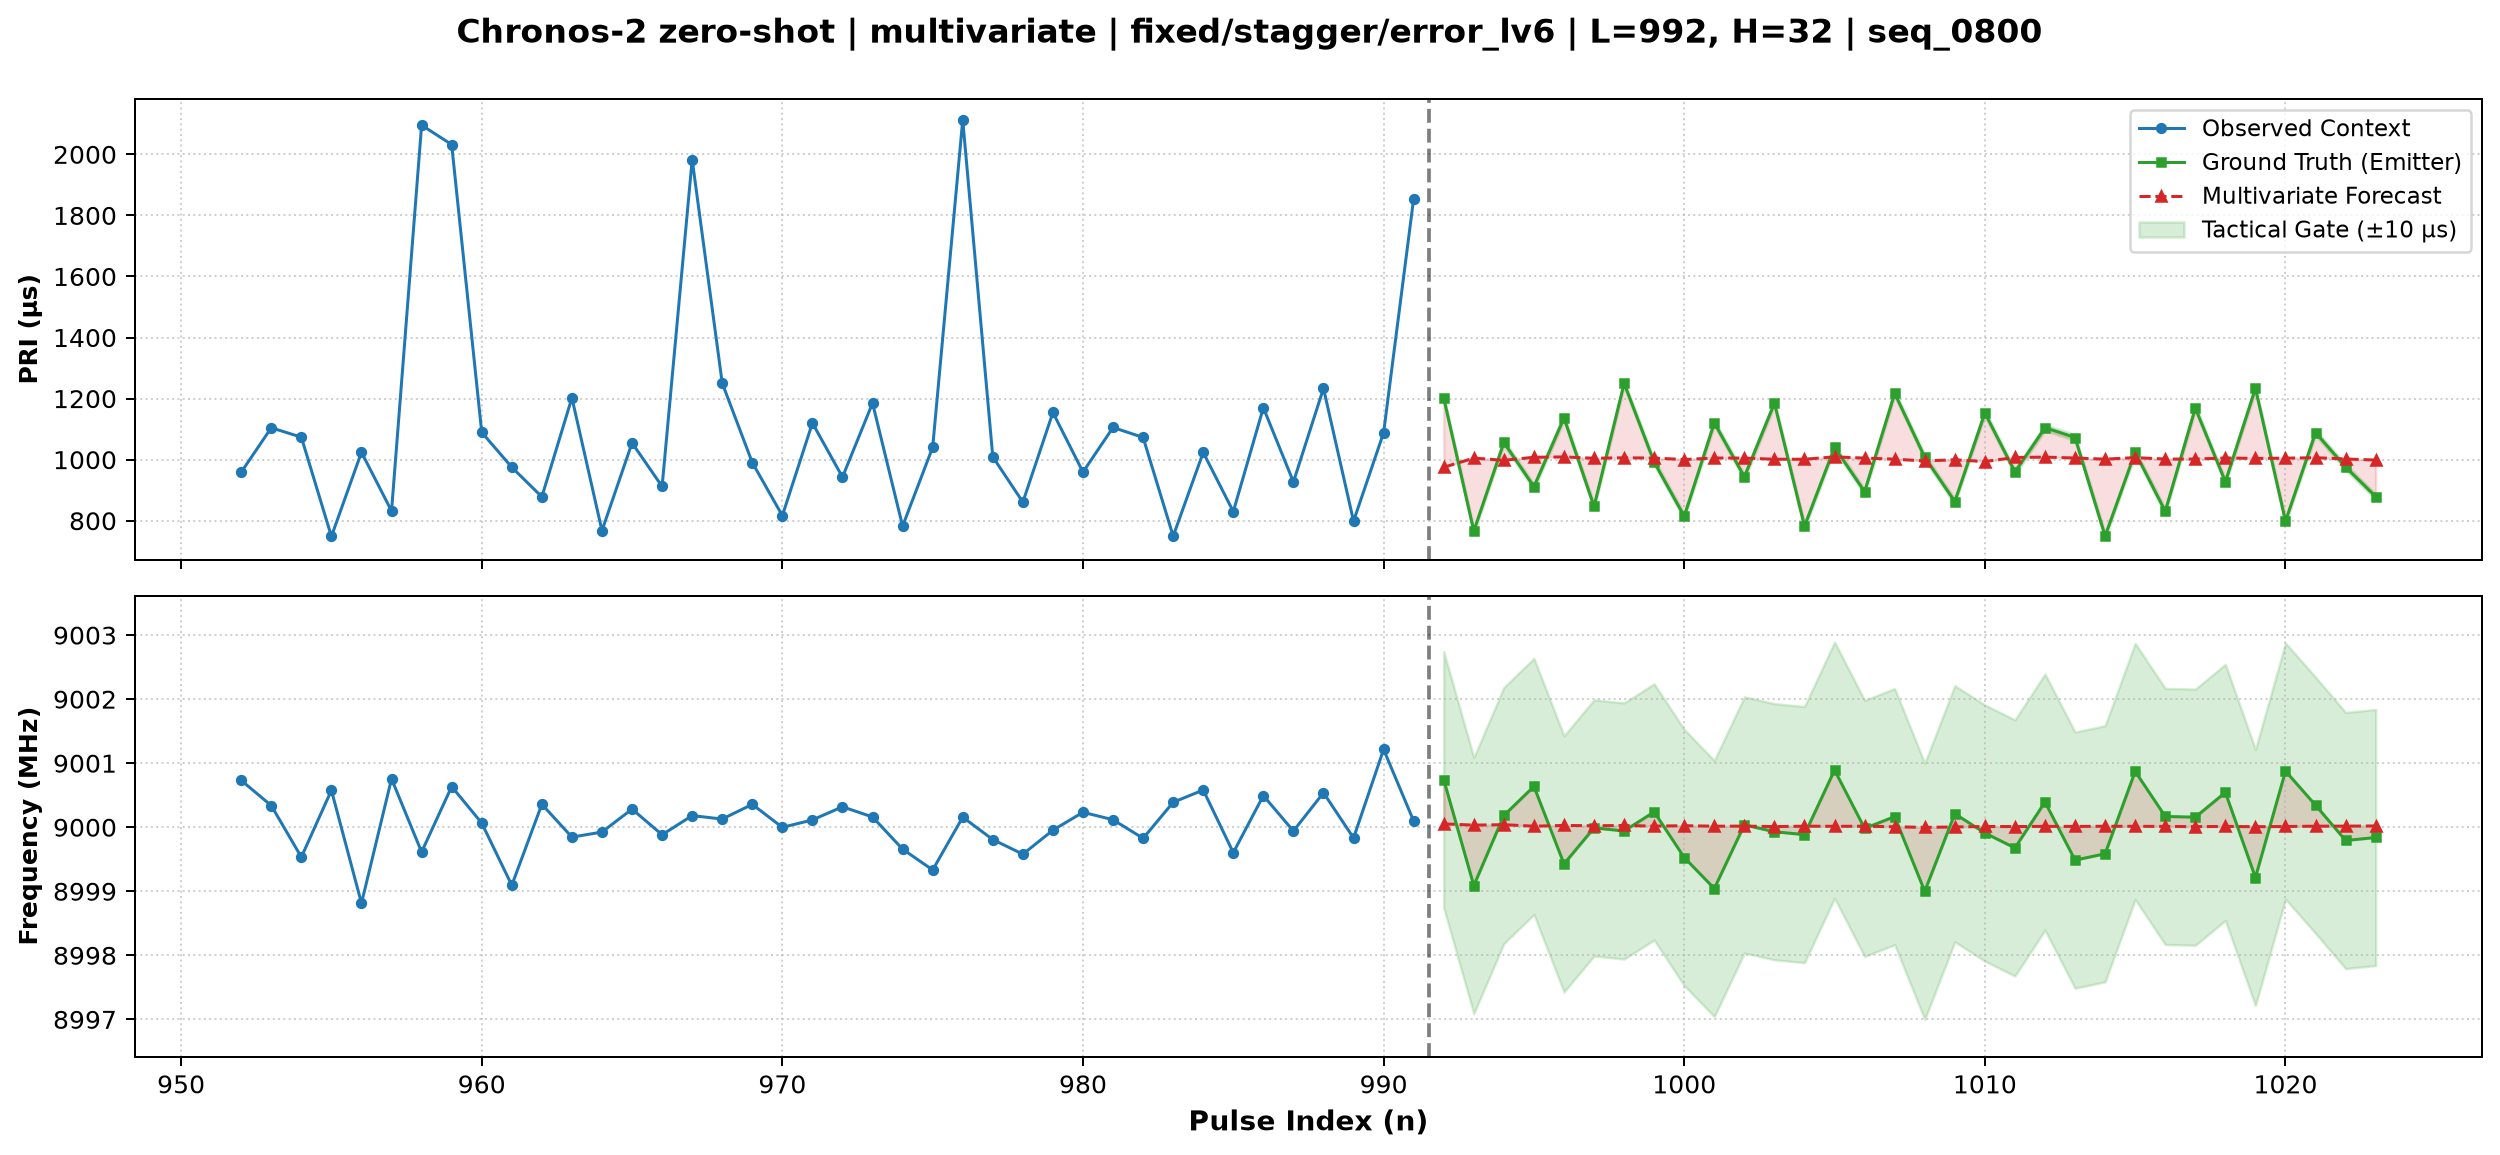 Chronos-2 zero-shot | multivariate | fixed/stagger/error_lv6 | L=992, H=32 | seq_0800
PRI (µs)
2000
1800
1600
1400
1200
1000
800
Observed Context
Ground Truth (Emitter)
Multivariate Forecast
Tactical Gate (±10 µs)
Frequency (MHz)
9003
9002
9001
9000
8999
8998
8997
950 960 970 980 990 1000 1010 1020
Pulse Index (n)